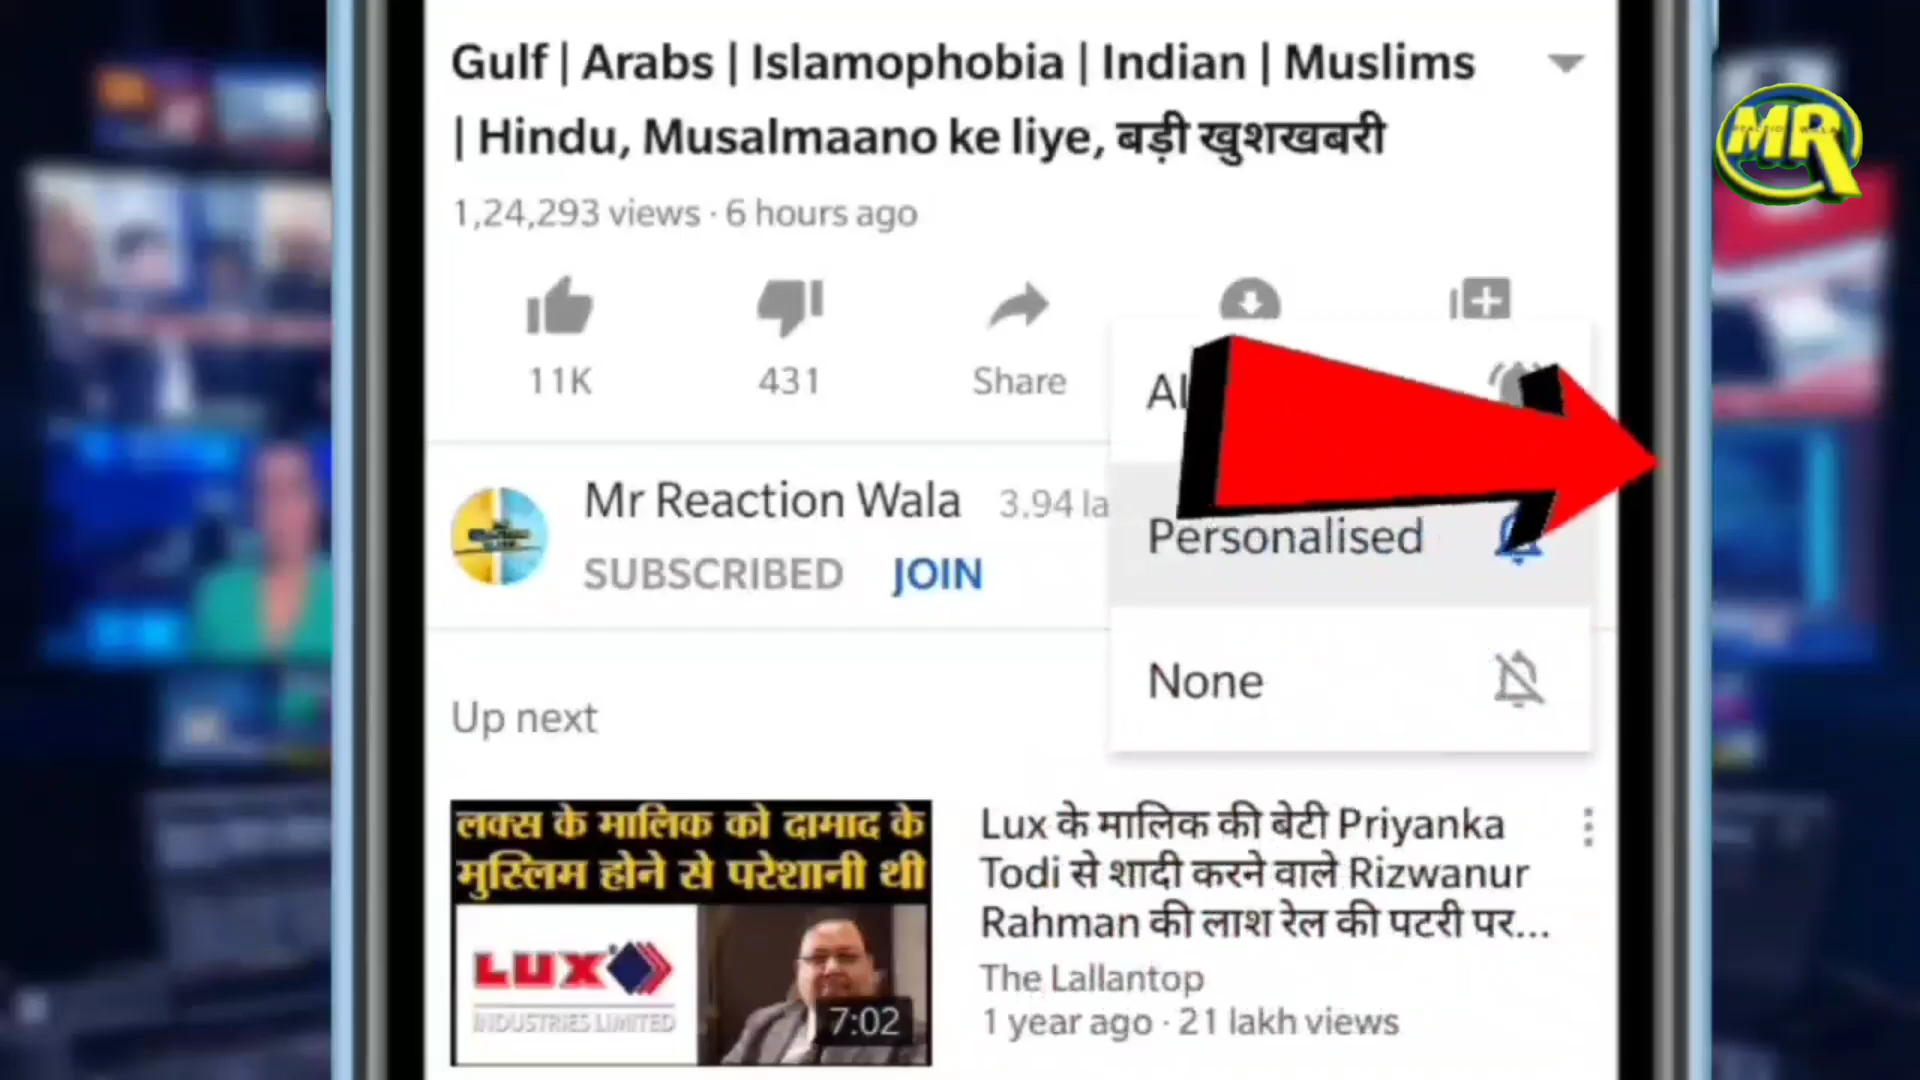 Gulf | Arabs | Islamophobia | Indian | Muslims
| Hindu, Musalmaano ke liye, बड़ी खुशखबरी
1,24,293 views · 6 hours ago
11K
431
Share
Mr Reaction Wala 3.94 la
SUBSCRIBED JOIN
Personalised
None
Up next
लक्स के मालिक को दामाद के
मुस्लिम होने से परेशानी थी
LUX
INDUSTRIES LIMITED
7:02
Lux के मालिक की बेटी Priyanka
Todi से शादी करने वाले Rizwanur
Rahman की लाश रेल की पटरी पर...
The Lallantop
1 year ago · 21 lakh views
MR
REACTION WALA